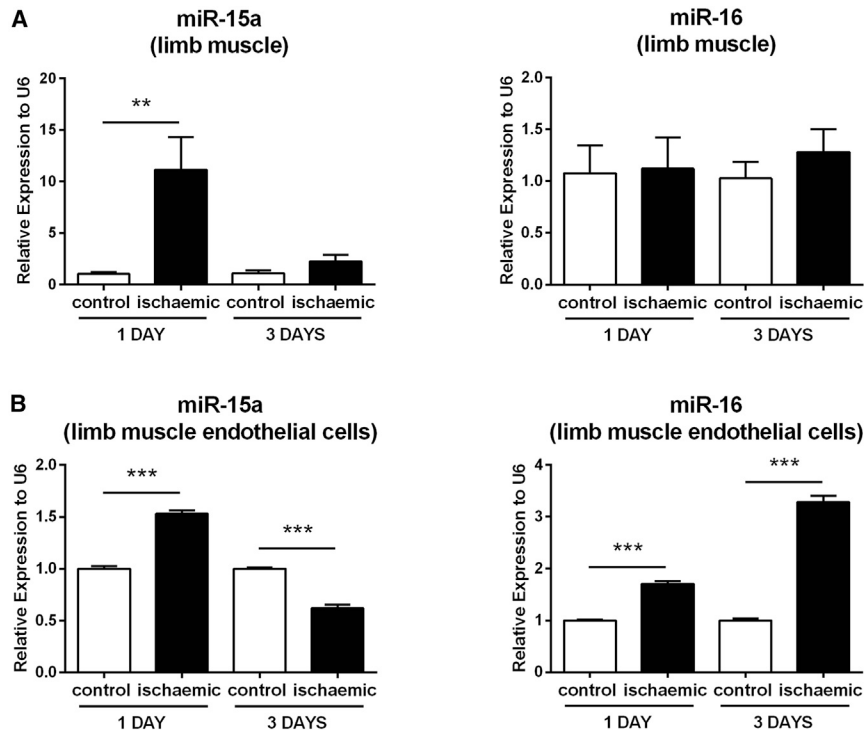 A
miR-15a
(limb muscle)
Relative Expression to U6
20
15
10
5
0
**
control ischaemic control ischaemic
1 DAY 3 DAYS
miR-16
(limb muscle)
Relative Expression to U6
2.0
1.5
1.0
0.5
0.0
control ischaemic control ischaemic
1 DAY 3 DAYS
B
miR-15a
(limb muscle endothelial cells)
Relative Expression to U6
2.0
1.5
1.0
0.5
0.0
***
***
control ischaemic control ischaemic
1 DAY 3 DAYS
miR-16
(limb muscle endothelial cells)
Relative Expression to U6
4
3
2
1
0
***
***
control ischaemic control ischaemic
1 DAY 3 DAYS